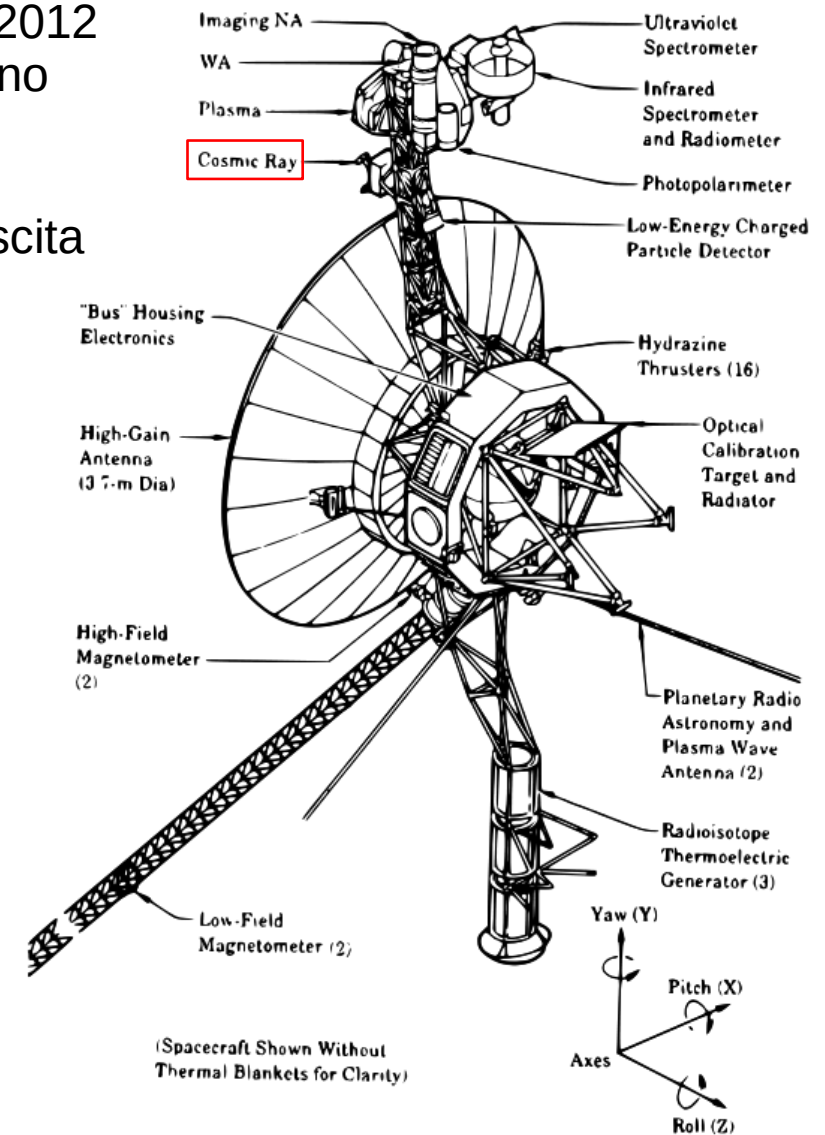 2012
no
scita
Imaging NA
WA
Plasma
Cosmic Ray
Ultraviolet
Spectrometer
Infrared
Spectrometer
and Radiometer
Photopolarimeter
Low-Energy Charged
Particle Detector
"Bus" Housing
Electronics
Hydrazine
Thrusters (16)
High-Gain
Antenna
(3 7-m Dia)
Optical
Calibration
Target and
Radiator
High-Field
Magnetometer
(2)
Planetary Radio
Astronomy and
Plasma Wave
Antenna (2)
Radioisotope
Thermoelectric
Generator (3)
Low-Field
Magnetometer (2)
Yaw (Y)
Pitch (X)
Axes
Roll (Z)
(Spacecraft Shown Without
Thermal Blankets for Clarity)